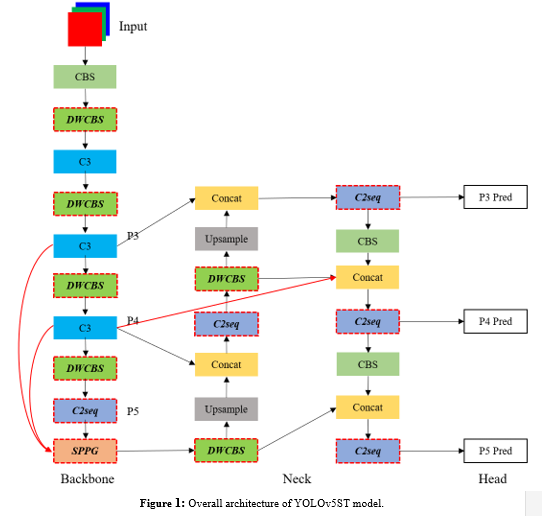 Input
CBS
DWCBS
C3
DWCBS
C3
P3
DWCBS
C3
P4
DWCBS
C2seq
P5
SPPG
Backbone
Concat
Upsample
DWCBS
C2seq
Concat
Upsample
DWCBS
Neck
C2seq
CBS
Concat
C2seq
CBS
Concat
C2seq
P3 Pred
P4 Pred
P5 Pred
Head
Figure 1: Overall architecture of YOLOv5ST model.